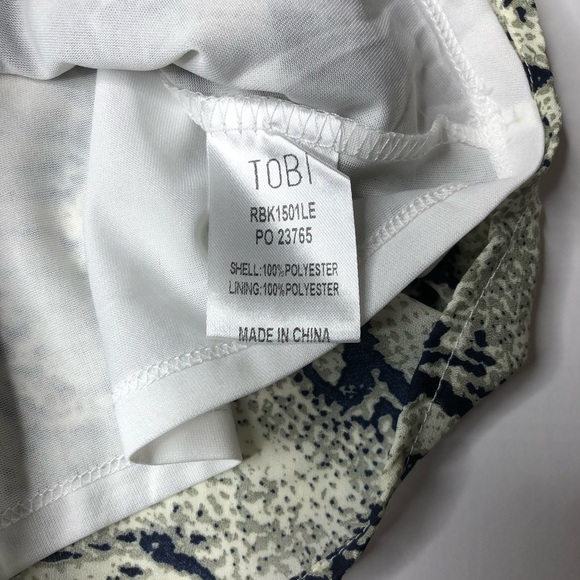 TOBI
RBK1501LE
PO 23765
SHELL:100%POLYESTER
LINING:100%POLYESTER
MADE IN CHINA